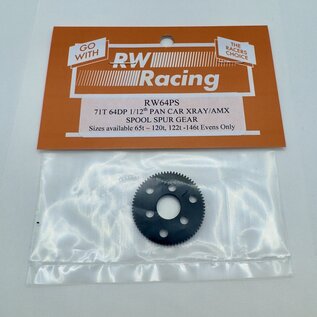 GO WITH
THE RACERS CHOICE
RW
Racing
RW64PS
71T 64DP 1/12th PAN CAR XRAY/AMX
SPOOL SPUR GEAR
Sizes available 65t – 120t, 122t -146t Evens Only